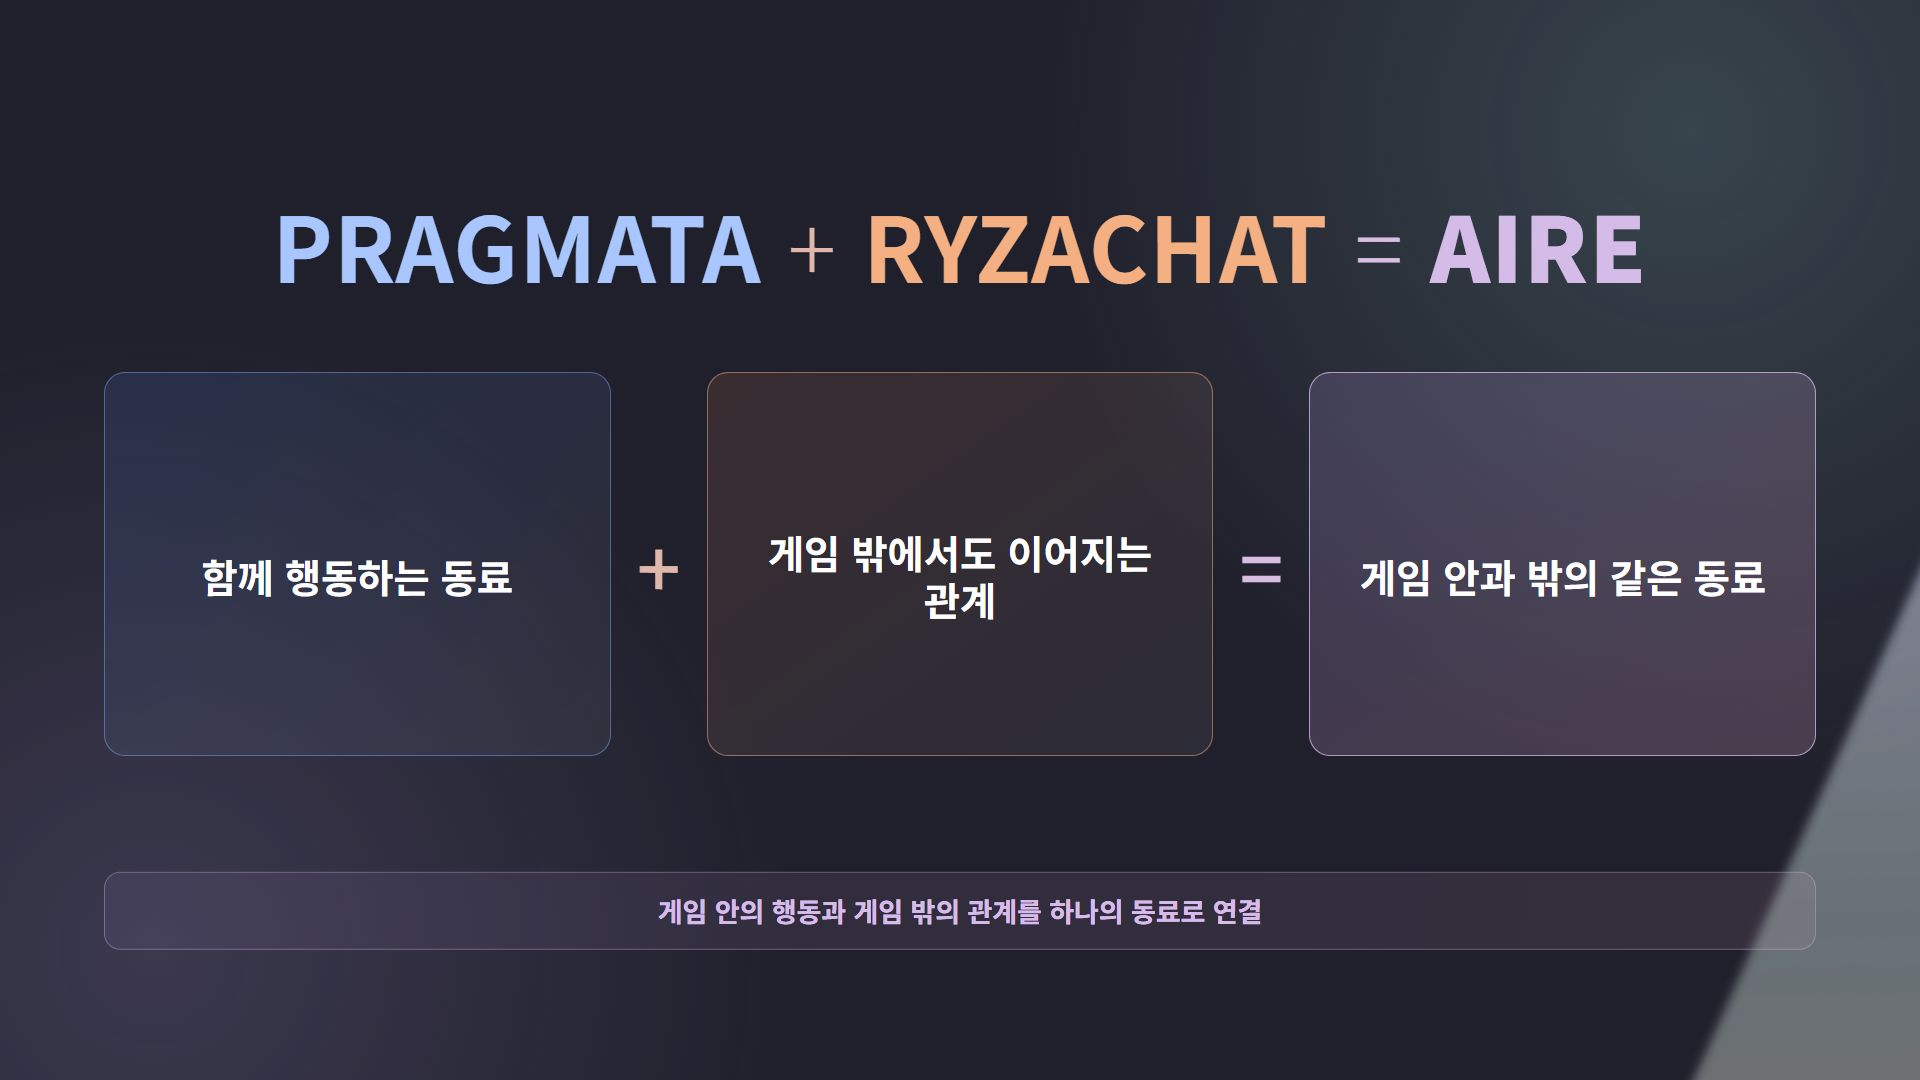 PRAGMATA + RYZACHAT = AIRE
함께 행동하는 동료
+
게임 밖에서도 이어지는
관계
=
게임 안과 밖의 같은 동료
게임 안의 행동과 게임 밖의 관계를 하나의 동료로 연결